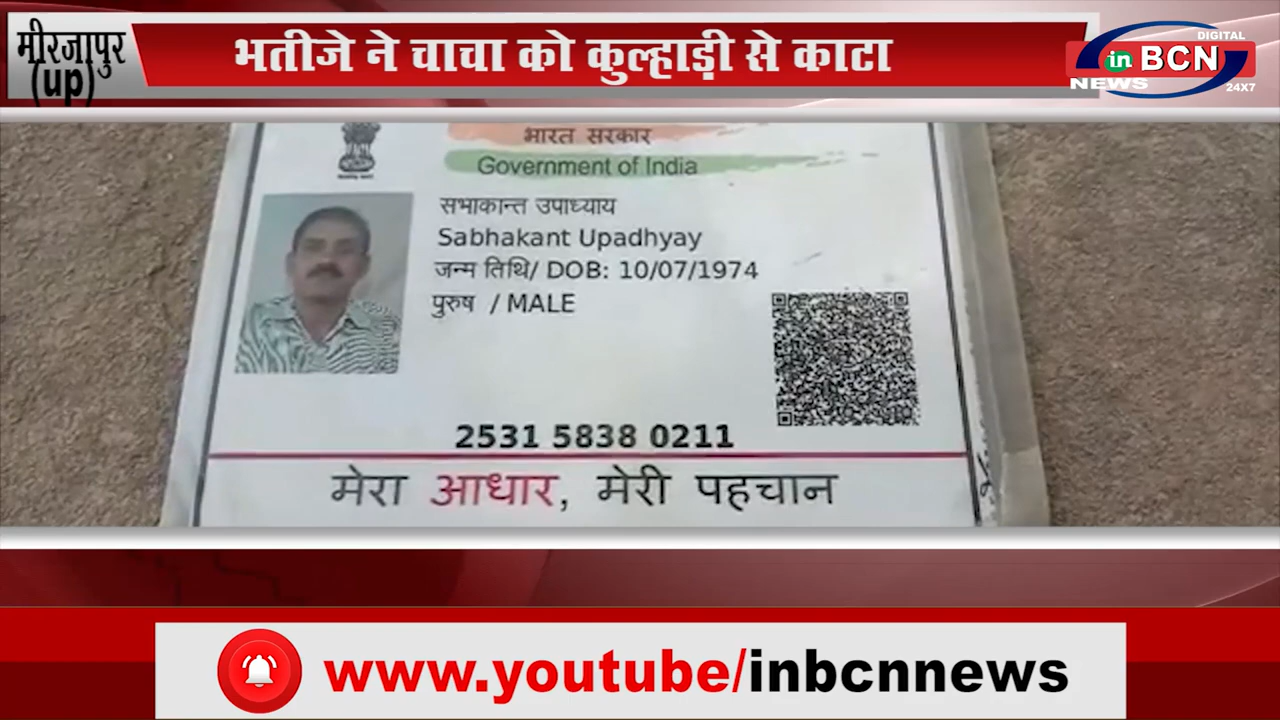 मीरजापुर
(up)
भतीजे ने चाचा को कुल्हाड़ी से काटा
DIGITAL
in BCN
NEWS
24X7
भारत सरकार
Government of India
सभाकान्त उपाध्याय
Sabhakant Upadhyay
जन्म तिथि/ DOB: 10/07/1974
पुरुष / MALE
2531 5838 0211
मेरा आधार, मेरी पहचान
www.youtube/inbcnnews